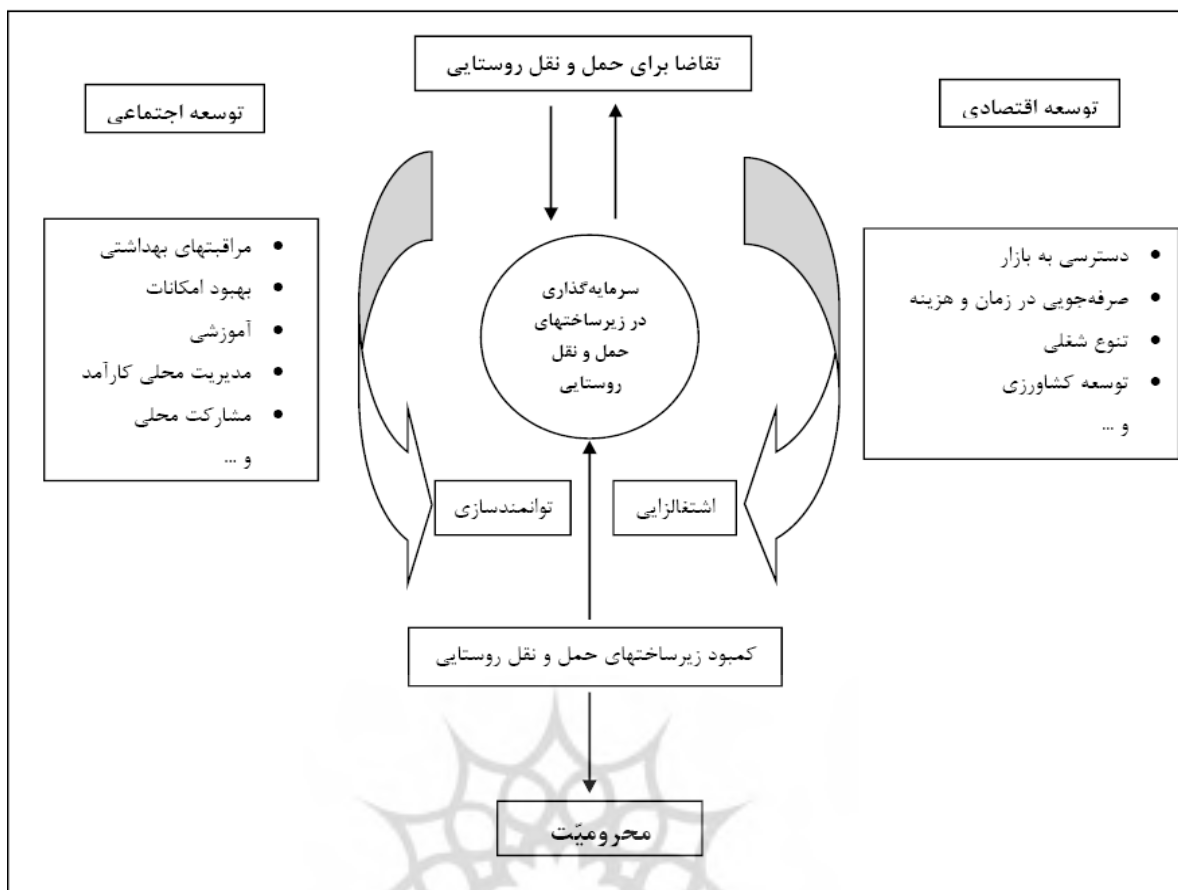 تقاضا برای حمل و نقل روستایی
توسعه اقتصادی
توسعه اجتماعی
دسترسی به بازار
صرفه‌جویی در زمان و هزینه
تنوع شغلی
توسعه کشاورزی
و ...
سرمایه‌گذاری
در زیرساختهای
حمل و نقل
روستایی
مراقبتهای بهداشتی
بهبود امکانات
آموزشی
مدیریت محلی کارآمد
مشارکت محلی
و ...
اشتغالزایی
توانمندسازی
کمبود زیرساختهای حمل و نقل روستایی
محرومیّت